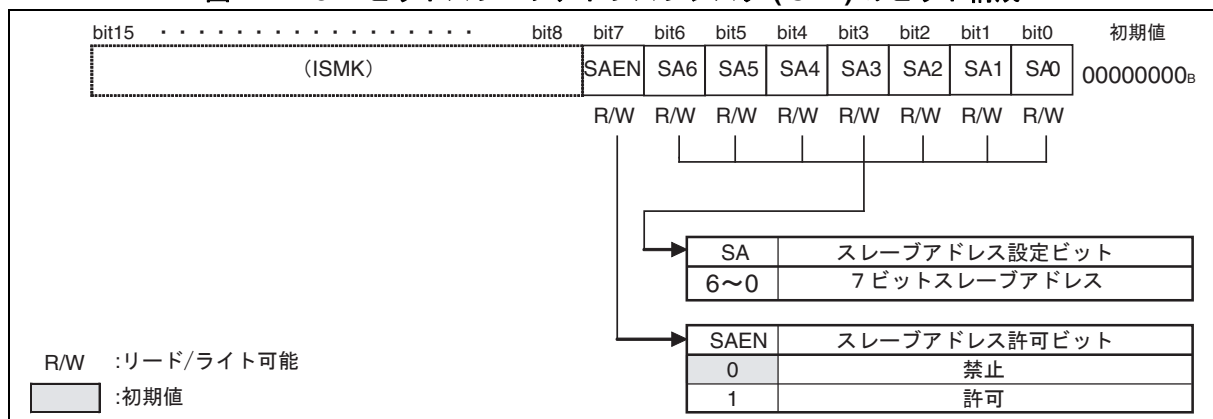 bit15 ・・・・・・・・・・・・・・・・・・ bit8 bit7 bit6 bit5 bit4 bit3 bit2 bit1 bit0 初期値
(ISMK) SAEN SA6 SA5 SA4 SA3 SA2 SA1 SA0 00000000B
R/W R/W R/W R/W R/W R/W R/W R/W
SA スレーブアドレス設定ビット
6～0 7ビットスレーブアドレス
SAEN スレーブアドレス許可ビット
0 禁止
1 許可
R/W :リード/ライト可能
:初期値